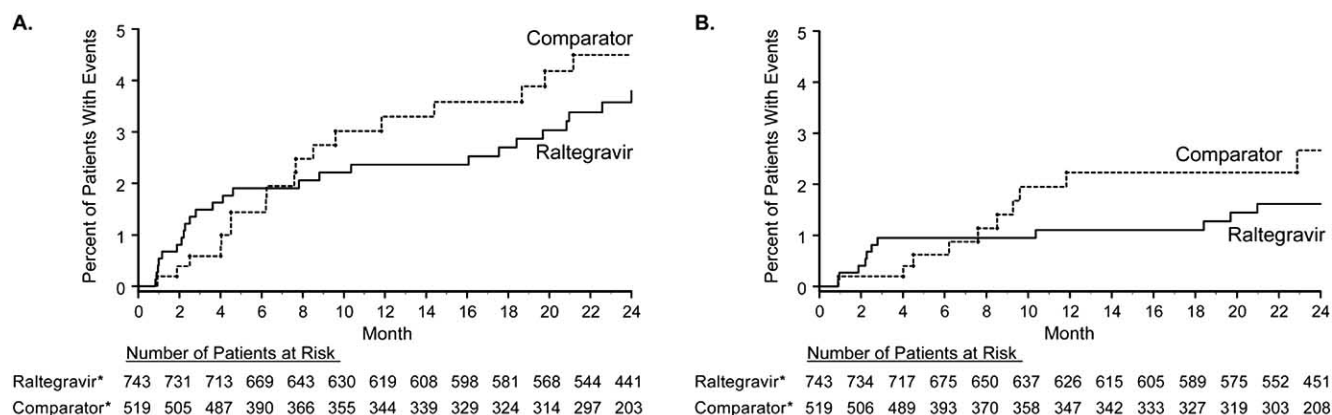 A.
5
4
3
2
1
0
Percent of Patients With Events
Comparator
Raltegravir
0 2 4 6 8 10 12 14 16 18 20 22 24
Month
Number of Patients at Risk
Raltegravir* 743 731 713 669 643 630 619 608 598 581 568 544 441
Comparator* 519 505 487 390 366 355 344 339 329 324 314 297 203
B.
5
4
3
2
1
0
Percent of Patients With Events
Comparator
Raltegravir
0 2 4 6 8 10 12 14 16 18 20 22 24
Month
Number of Patients at Risk
Raltegravir* 743 734 717 675 650 637 626 615 605 589 575 552 451
Comparator* 519 506 489 393 370 358 347 342 333 327 319 303 208